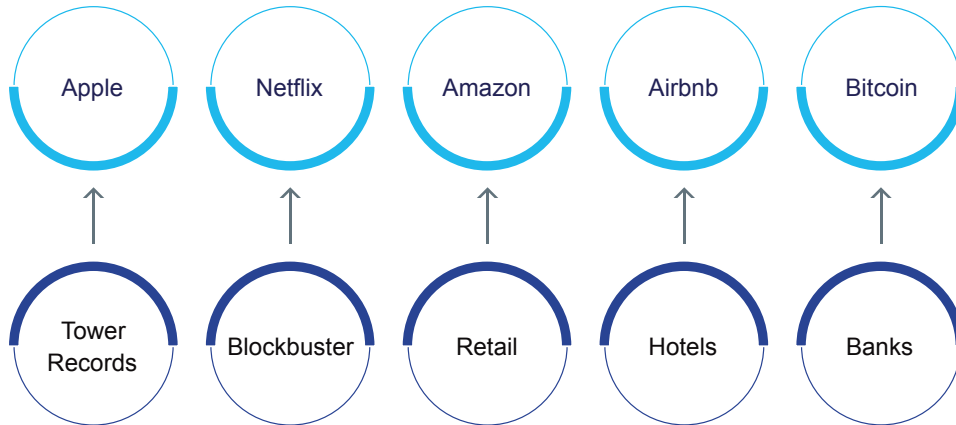 Apple
Netflix
Amazon
Airbnb
Bitcoin
Tower
Records
Blockbuster
Retail
Hotels
Banks